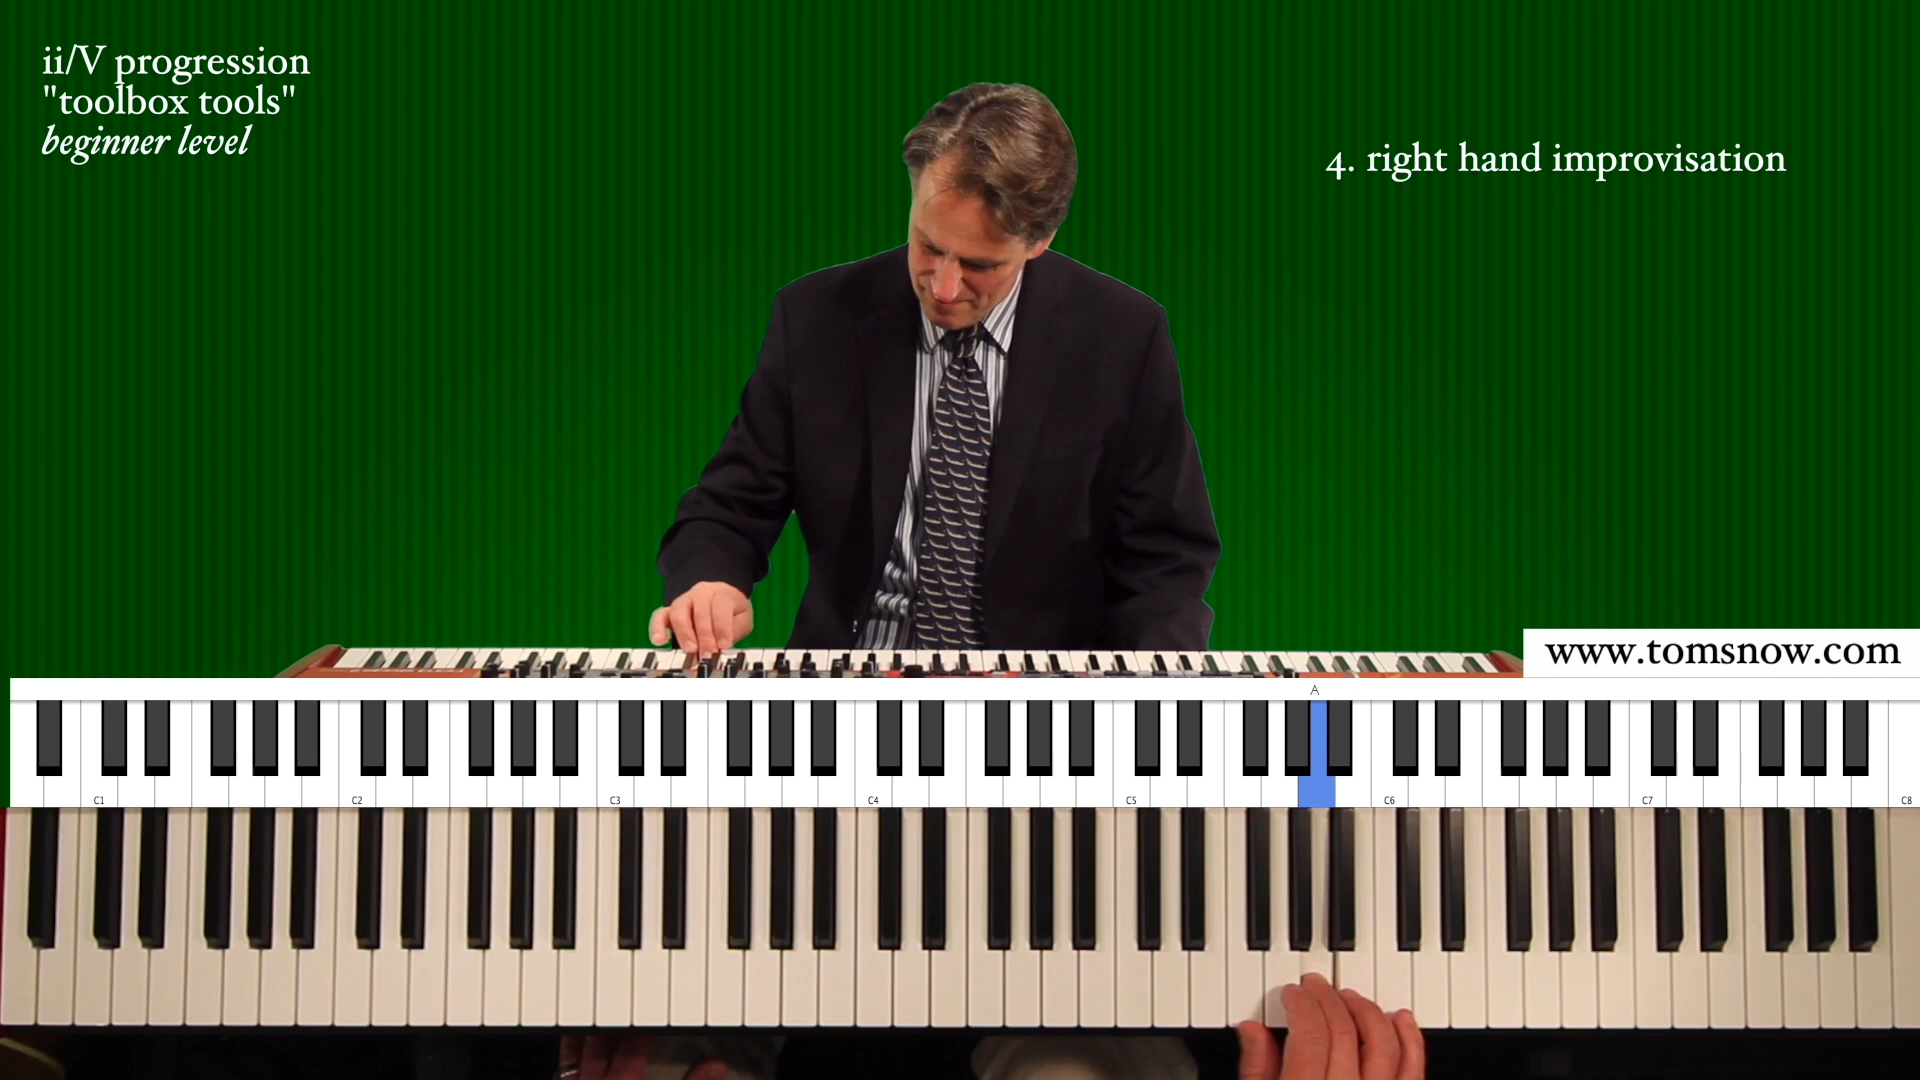 ii/V progression
"toolbox tools"
beginner level
4. right hand improvisation
www.tomsnow.com
A
C1 C2 C3 C4 C5 C6 C7 C8